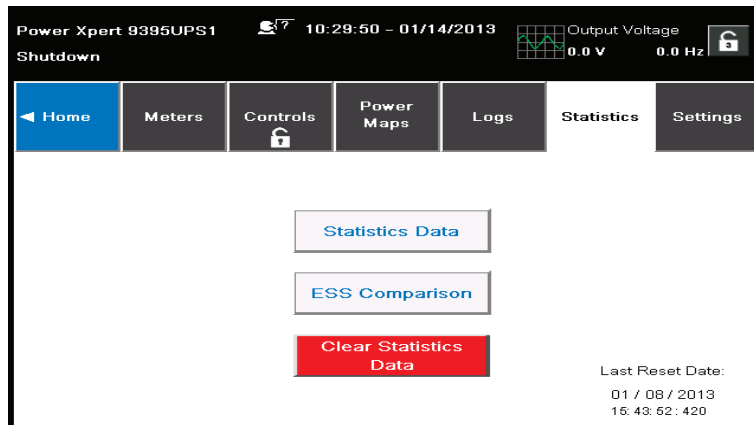 Power Xpert 9395UPS1
Shutdown
? 10:29:50 – 01/14/2013
Output Voltage
0.0 V 0.0 Hz
Home
Meters
Controls
Power
Maps
Logs
Statistics
Settings
Statistics Data
ESS Comparison
Clear Statistics
Data
Last Reset Date:
01 / 08 / 2013
15: 43: 52 : 420